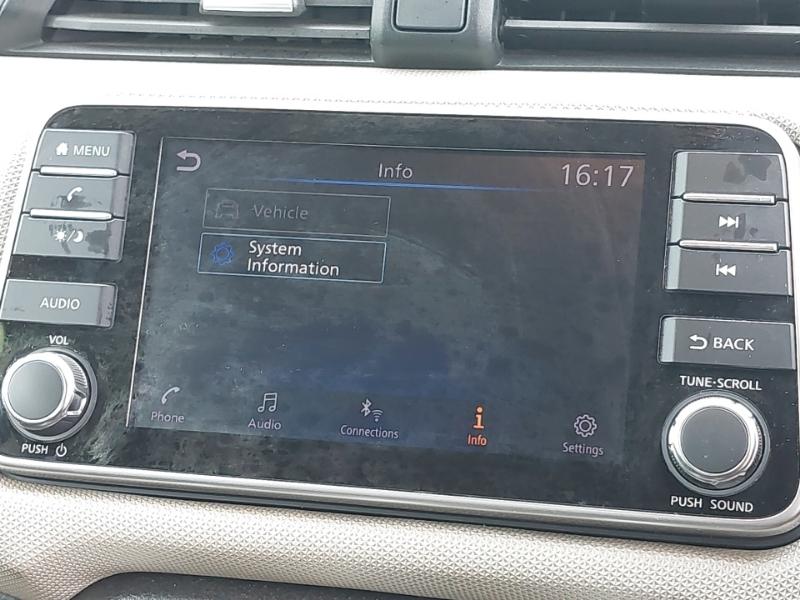 MENU
Info
16:17
Vehicle
System
Information
AUDIO
VOL
BACK
TUNE·SCROLL
Phone
Audio
Connections
Info
Settings
PUSH
PUSH SOUND